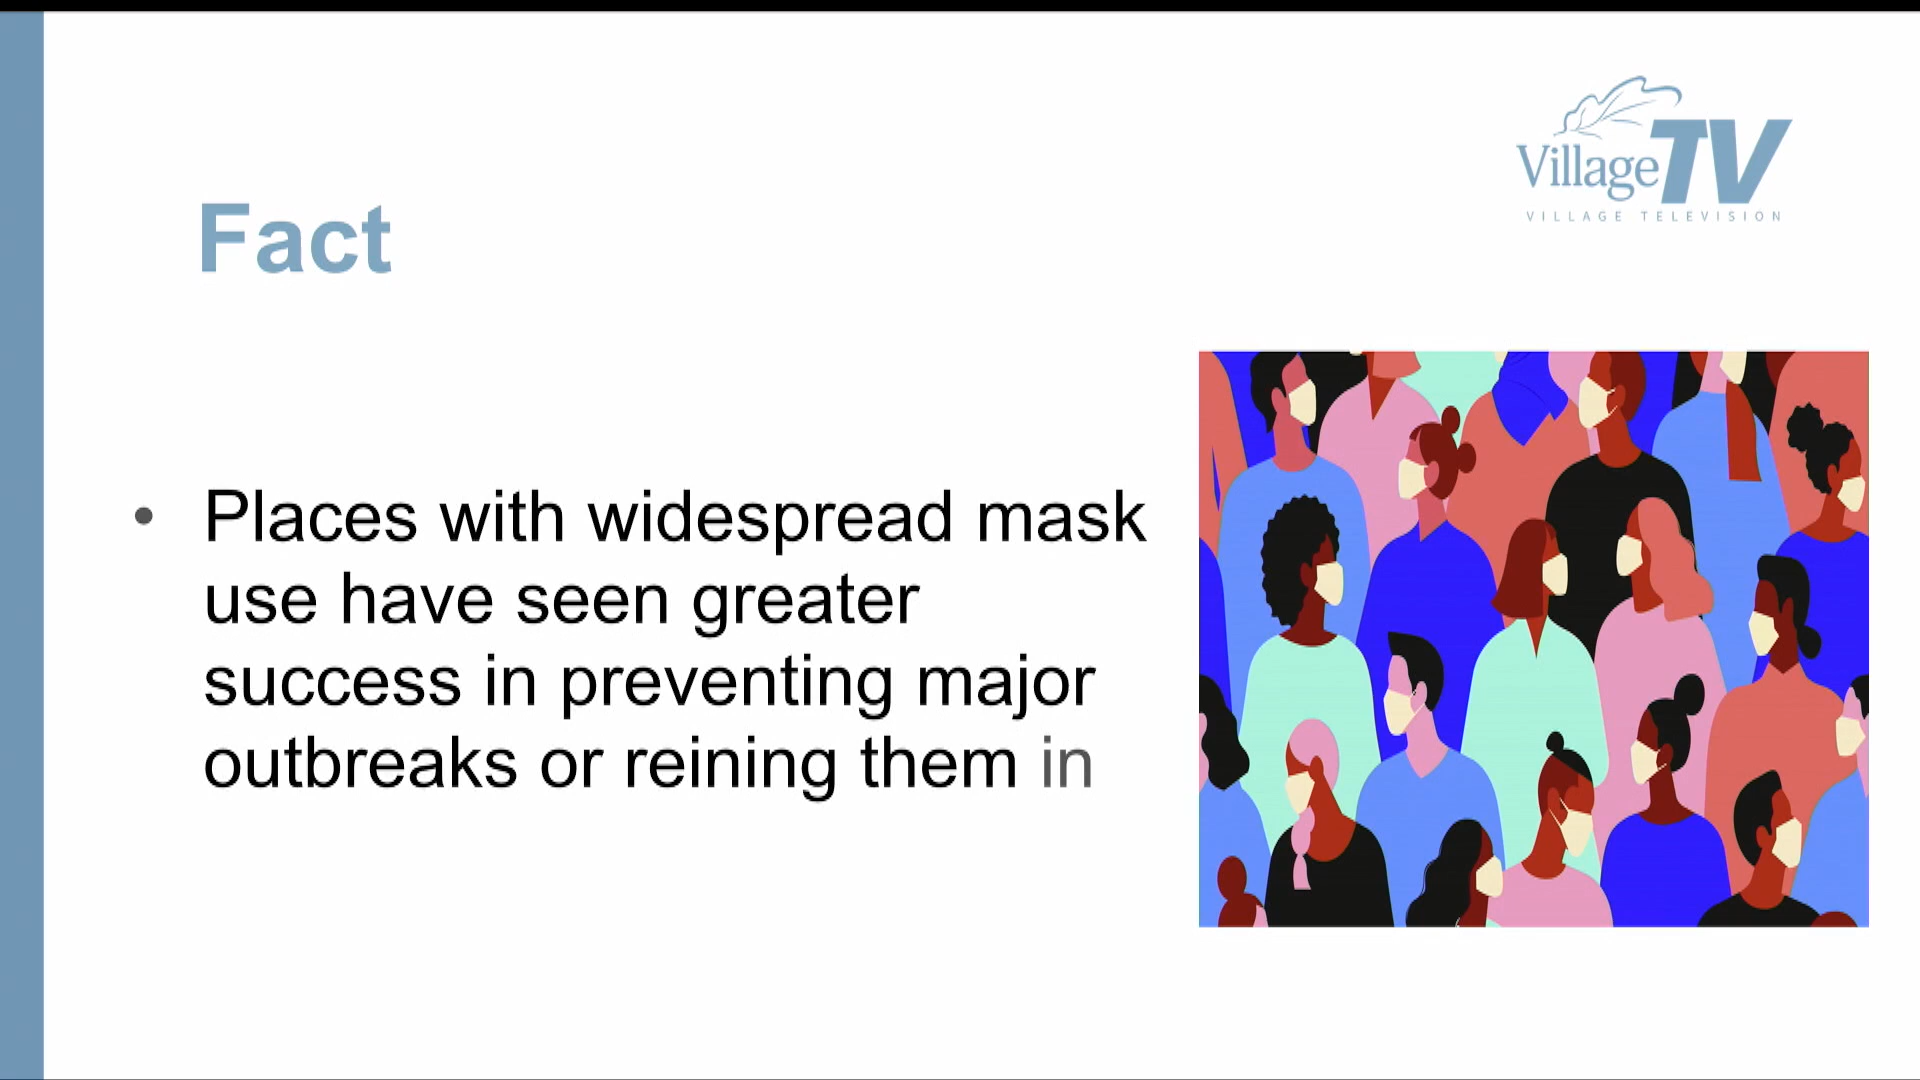 Village TV
VILLAGE TELEVISION
Fact
• Places with widespread mask
use have seen greater
success in preventing major
outbreaks or reining them in